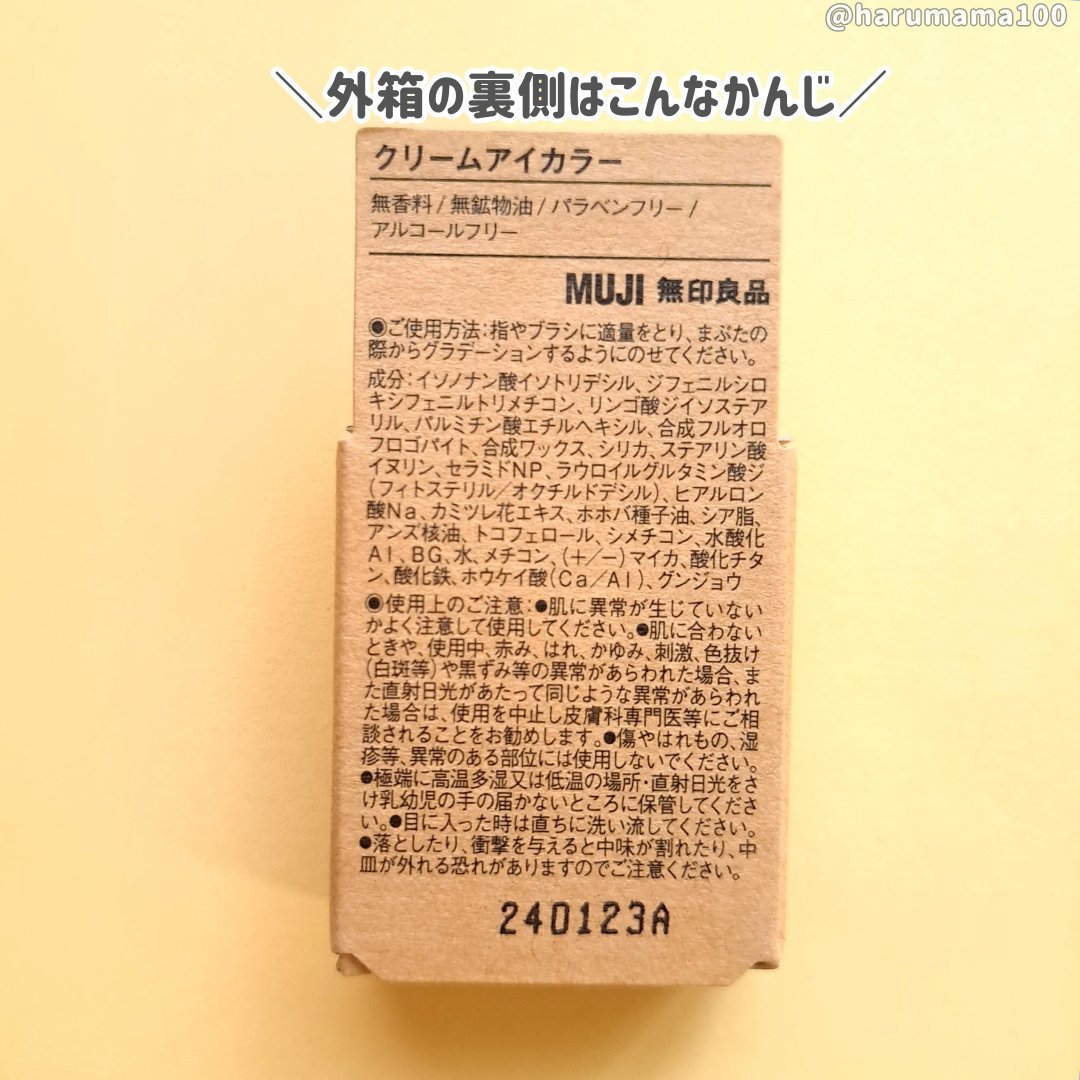 @harumama100
＼外箱の裏側はこんなかんじ／
クリームアイカラー
無香料/無鉱物油/パラベンフリー/
アルコールフリー
MUJI 無印良品
◉ご使用方法：指やブラシに適量をとり、まぶたの
際からグラデーションするようにのせてください。
成分：イソノナン酸イソトリデシル、ジフェニルシロ
キシフェニルトリメチコン、リンゴ酸ジイソステア
リル、パルミチン酸エチルヘキシル、合成フルオロ
フロゴパイト、合成ワックス、シリカ、ステアリン酸
イヌリン、セラミドNP、ラウロイルグルタミン酸ジ
（フィトステリル／オクチルドデシル）、ヒアルロン
酸Na、カミツレ花エキス、ホホバ種子油、シア脂、
アンズ核油、トコフェロール、シメチコン、水酸化
Al、BG、水、メチコン、（＋／－）マイカ、酸化チタ
ン、酸化鉄、ホウケイ酸（Ca／Al）、グンジョウ
◉使用上のご注意：●肌に異常が生じていない
かよく注意して使用してください。●肌に合わない
ときや、使用中、赤み、はれ、かゆみ、刺激、色抜け
（白斑等）や黒ずみ等の異常があらわれた場合、ま
た直射日光があたって同じような異常があらわれ
た場合は、使用を中止し皮膚科専門医等にご相
談されることをお勧めします。●傷やはれもの、湿
疹等、異常のある部位には使用しないでください。
●極端に高温多湿又は低温の場所・直射日光をさ
け乳幼児の手の届かないところに保管してくださ
い。●目に入った時は直ちに洗い流してください。
●落としたり、衝撃を与えると中味が割れたり、中
皿が外れる恐れがありますのでご注意ください。
240123A